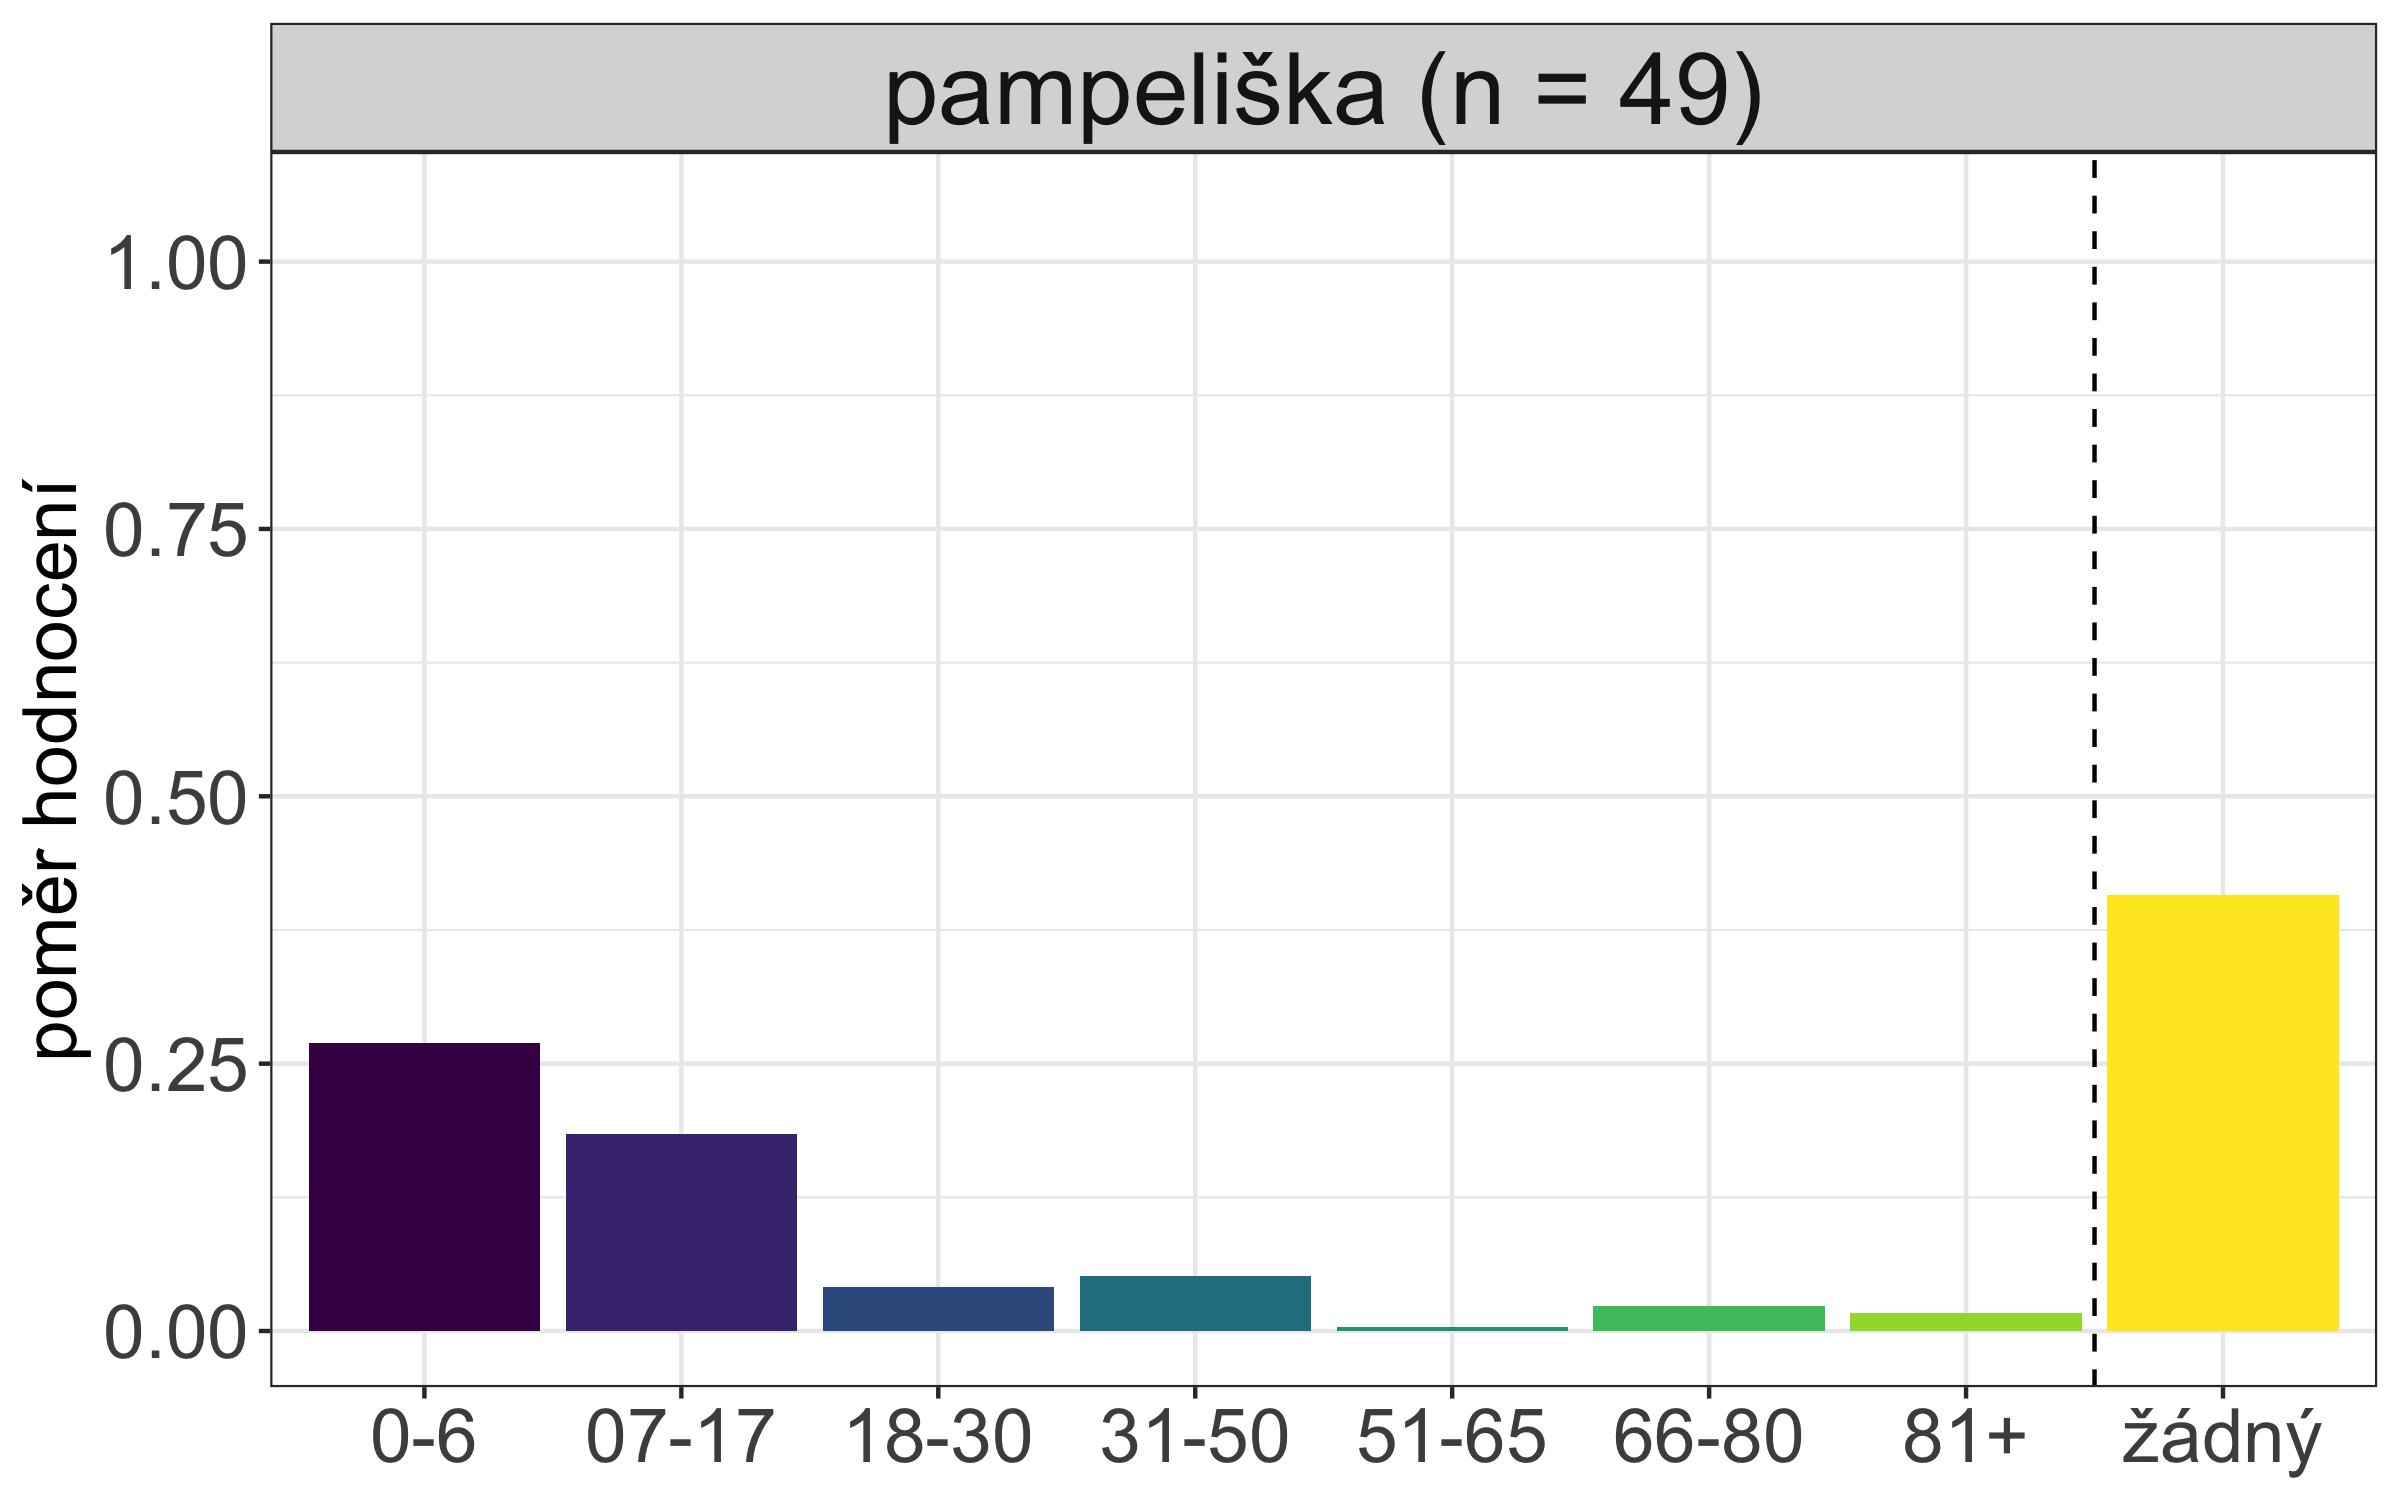 pampeliška (n = 49)
poměr hodnocení
1.00
0.75
0.50
0.25
0.00
0-6 07-17 18-30 31-50 51-65 66-80 81+ žádný